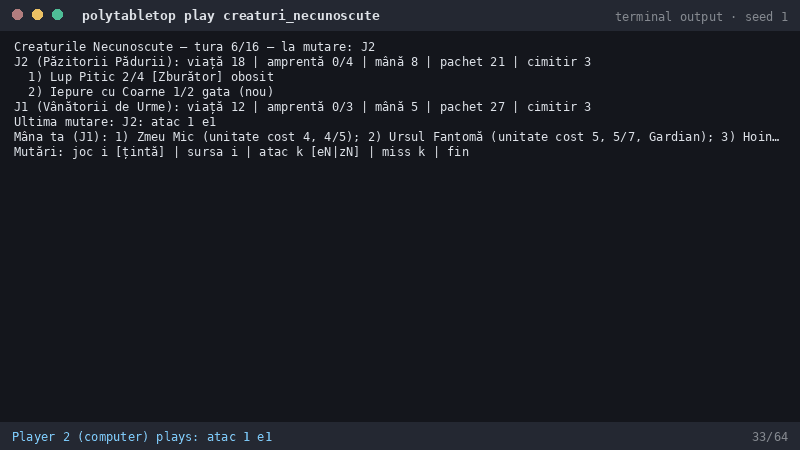 polytabletop play creaturi_necunoscute
terminal output · seed 1
Creaturile Necunoscute — tura 6/16 — la mutare: J2
J2 (Păzitorii Pădurii): viață 18 | amprentă 0/4 | mână 8 | pachet 21 | cimitir 3
1) Lup Pitic 2/4 [Zburător] obosit
2) Iepure cu Coarne 1/2 gata (nou)
J1 (Vânătorii de Urme): viață 12 | amprentă 0/3 | mână 5 | pachet 27 | cimitir 3
Ultima mutare: J2: atac 1 e1
Mâna ta (J1): 1) Zmeu Mic (unitate cost 4, 4/5); 2) Ursul Fantomă (unitate cost 5, 5/7, Gardian); 3) Hoin…
Mutări: joc i [țintă] | sursa i | atac k [eN|zN] | miss k | fin
Player 2 (computer) plays: atac 1 e1
33/64